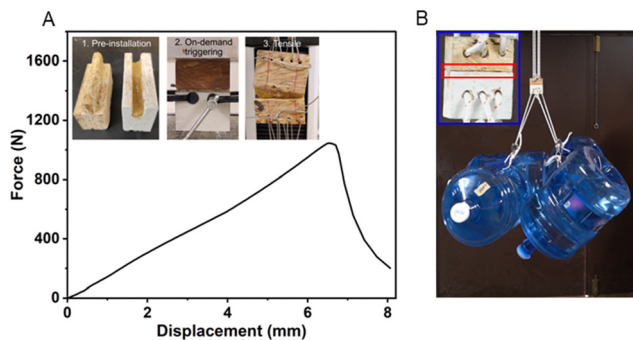 A
1. Pre-installation
2. On-demand
triggering
3. Tensile
1600
1200
800
400
0
Force (N)
0
2
4
6
8
Displacement (mm)
B